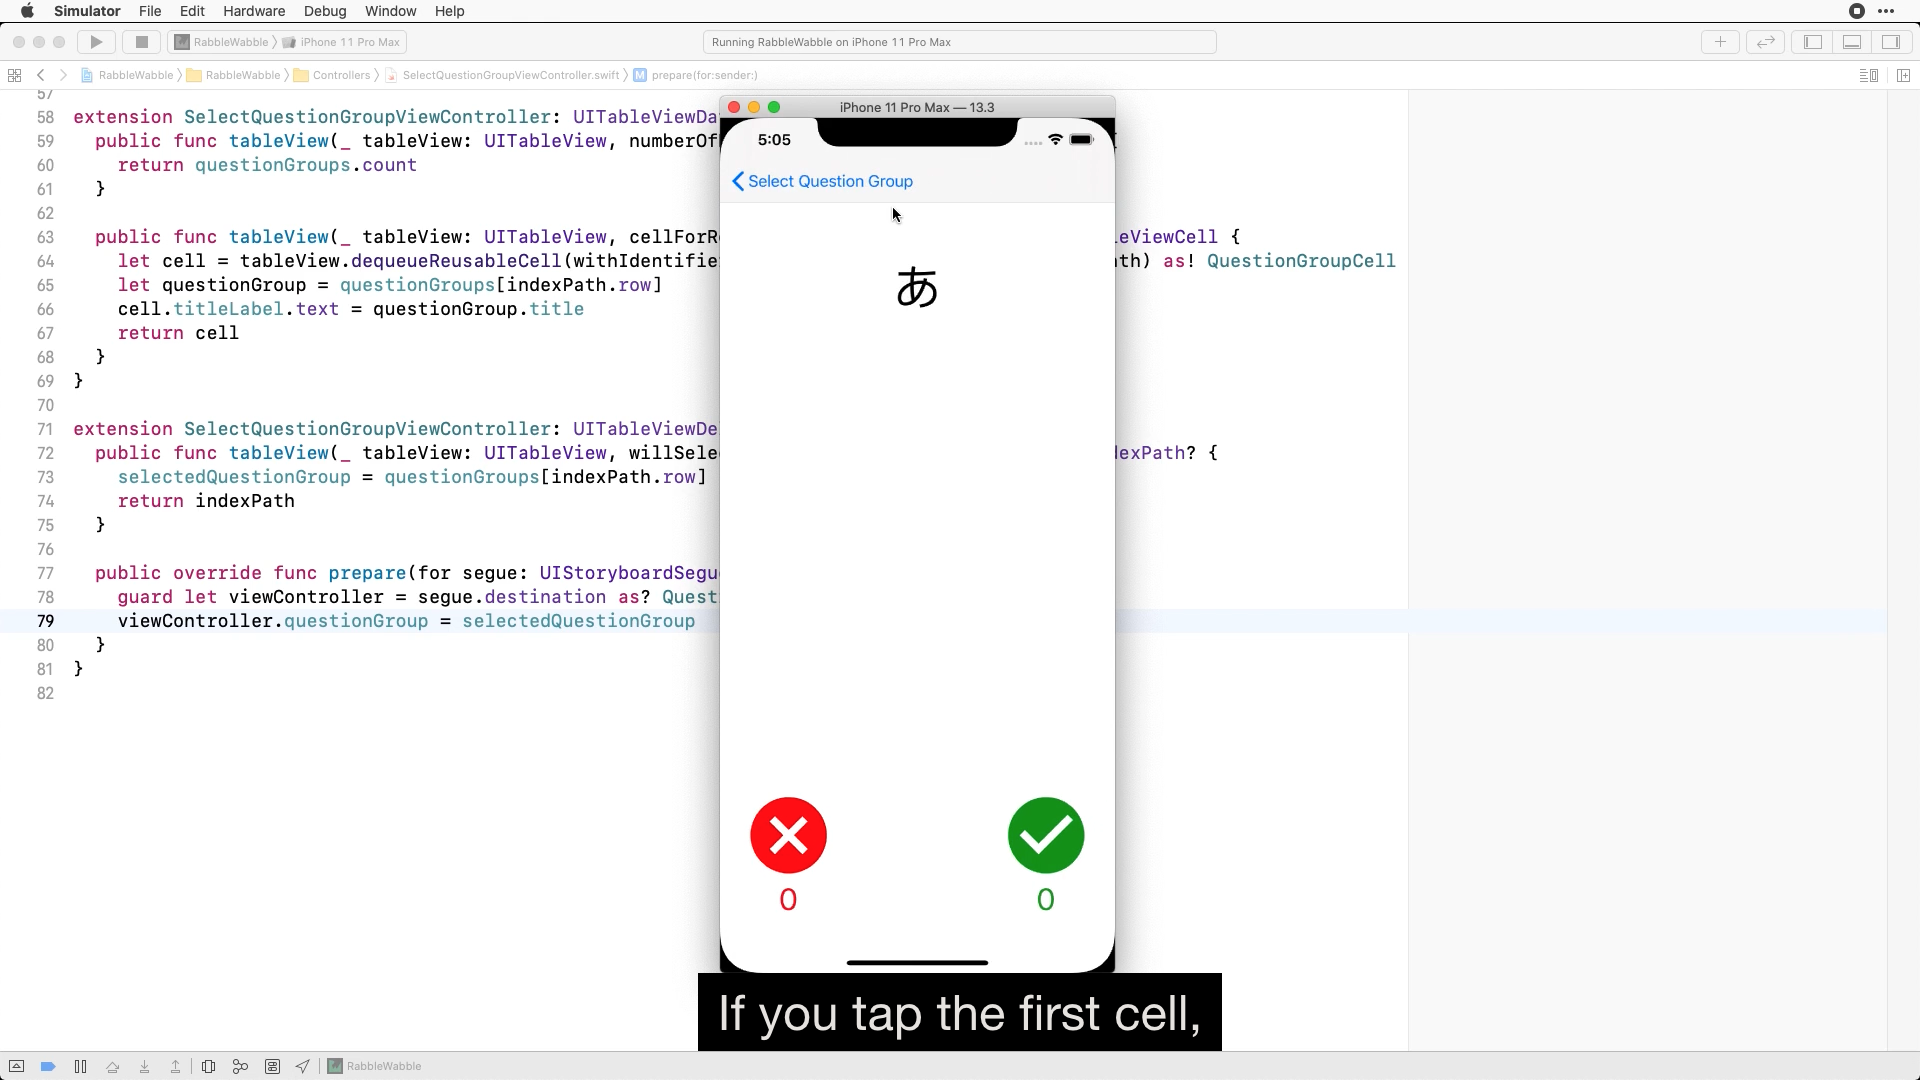 Simulator File Edit Hardware Debug Window Help
RabbleWabble iPhone 11 Pro Max
Running RabbleWabble on iPhone 11 Pro Max
RabbleWabble RabbleWabble Controllers SelectQuestionGroupViewController.swift M prepare(for:sender:)
57
58 extension SelectQuestionGroupViewController: UITableViewDa
59 public func tableView(_ tableView: UITableView, numberOf
60 return questionGroups.count
61 }
62
63 public func tableView(_ tableView: UITableView, cellForR leViewCell {
64 let cell = tableView.dequeueReusableCell(withIdentifie th) as! QuestionGroupCell
65 let questionGroup = questionGroups[indexPath.row]
66 cell.titleLabel.text = questionGroup.title
67 return cell
68 }
69 }
70
71 extension SelectQuestionGroupViewController: UITableViewDe
72 public func tableView(_ tableView: UITableView, willSele dexPath? {
73 selectedQuestionGroup = questionGroups[indexPath.row]
74 return indexPath
75 }
76
77 public override func prepare(for segue: UIStoryboardSegu
78 guard let viewController = segue.destination as? Quest
79 viewController.questionGroup = selectedQuestionGroup
80 }
81 }
82
iPhone 11 Pro Max — 13.3
5:05
Select Question Group
あ
0 0
If you tap the first cell,
RabbleWabble